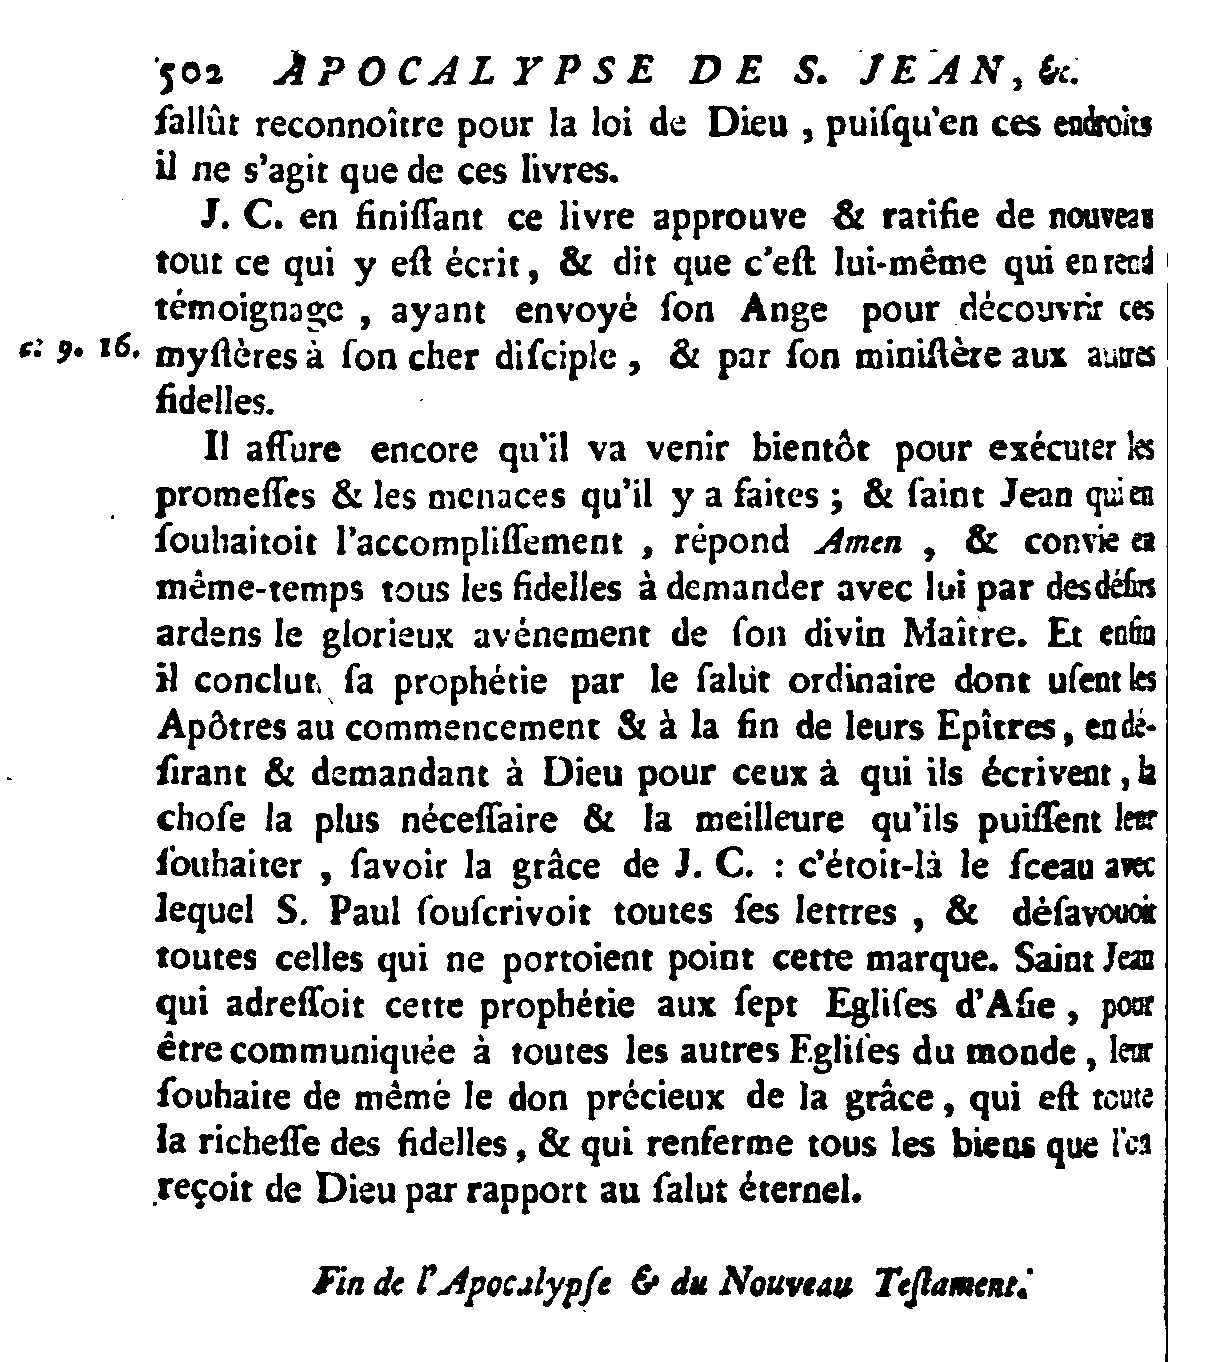 502 APOCALYPSE DE S. JEAN, &c.
fallût reconnoître pour la loi de Dieu , puiſqu'en ces endroits
il ne s'agit que de ces livres.
J. C. en finiſſant ce livre approuve & ratifie de nouveau
tout ce qui y eſt écrit, & dit que c'eſt lui-même qui en rend
témoignage , ayant envoyé ſon Ange pour découvrir ces
c. 9. 16. myſtères à ſon cher diſciple , & par ſon miniſtère aux autres
fidelles.
Il aſſure encore qu'il va venir bientôt pour exécuter les
promeſſes & les menaces qu'il y a faites ; & ſaint Jean qui en
ſouhaitoit l'accompliſſement , répond Amen , & convie en
même-temps tous les fidelles à demander avec lui par des déſirs
ardens le glorieux avénement de ſon divin Maître. Et enfin
il conclut ſa prophétie par le ſalut ordinaire dont uſent les
Apôtres au commencement & à la fin de leurs Epîtres, en dé-
ſirant & demandant à Dieu pour ceux à qui ils écrivent, la
choſe la plus néceſſaire & la meilleure qu'ils puiſſent leur
ſouhaiter , ſavoir la grâce de J. C. : c'étoit-là le ſceau avec
lequel S. Paul ſouſcrivoit toutes ſes lettres , & déſavouoit
toutes celles qui ne portoient point cette marque. Saint Jean
qui adreſſoit cette prophétie aux ſept Egliſes d'Aſie , pour
être communiquée à toutes les autres Egliſes du monde , leur
ſouhaite de même le don précieux de la grâce , qui eſt toute
la richeſſe des fidelles , & qui renferme tous les biens que l'on
reçoit de Dieu par rapport au ſalut éternel.
Fin de l'Apocalypſe & du Nouveau Teſtament.